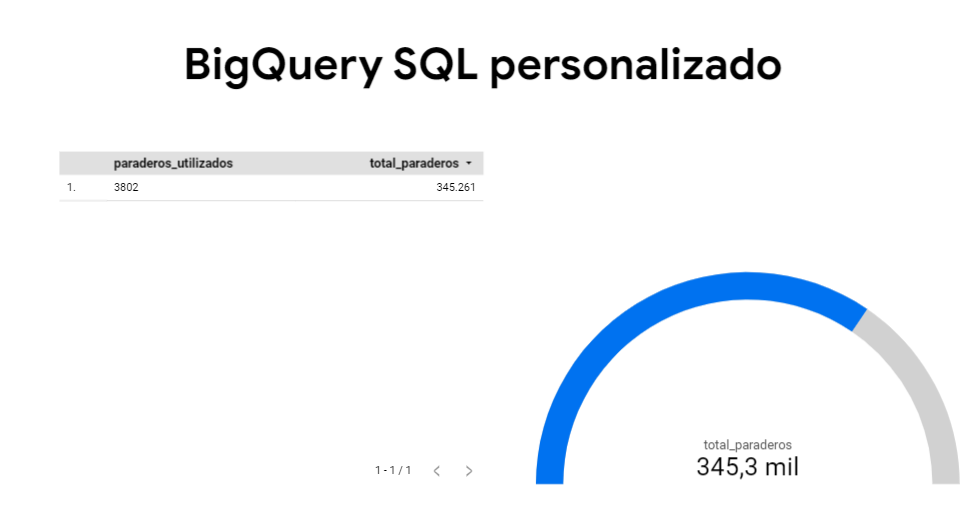 BigQuery SQL personalizado
paraderos_utilizados total_paraderos
1. 3802 345.261
1 - 1 / 1
total_paraderos
345,3 mil